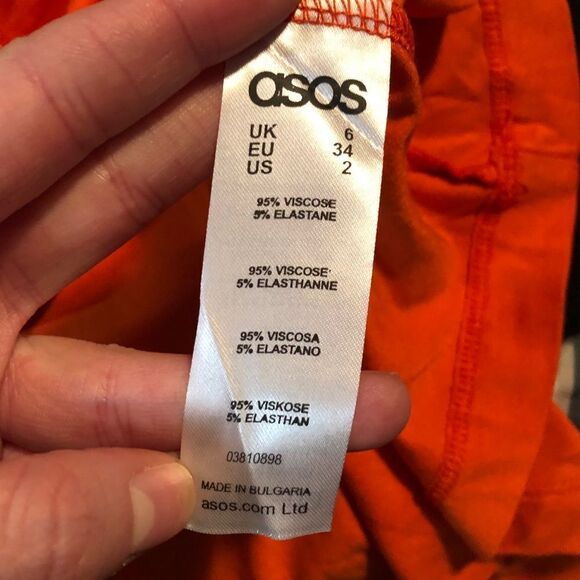 asos
UK 6
EU 34
US 2
95% VISCOSE
5% ELASTANE
95% VISCOSE
5% ELASTHANNE
95% VISCOSA
5% ELASTANO
95% VISKOSE
5% ELASTHAN
03810898
MADE IN BULGARIA
asos.com Ltd